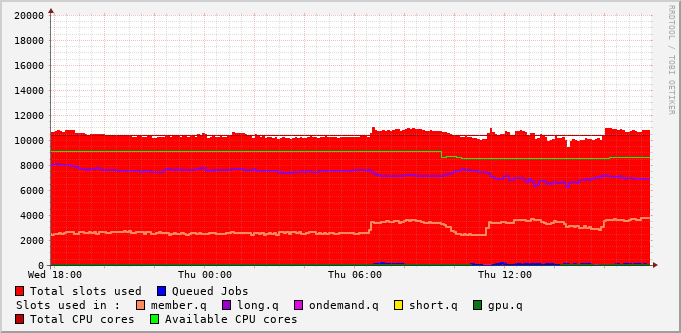 20000
18000
16000
14000
12000
10000
8000
6000
4000
2000
0
Wed 18:00 Thu 00:00 Thu 06:00 Thu 12:00
Total slots used Queued Jobs
Slots used in : member.q long.q ondemand.q short.q gpu.q
Total CPU cores Available CPU cores
RRDTOOL / TOBI OETIKER